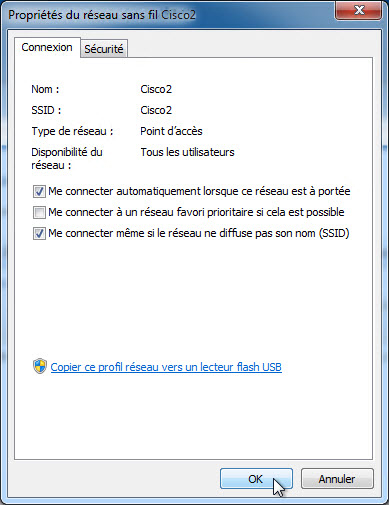 Propriétés du réseau sans fil Cisco2
Connexion Sécurité
Nom : Cisco2
SSID : Cisco2
Type de réseau : Point d'accès
Disponibilité du réseau : Tous les utilisateurs
Me connecter automatiquement lorsque ce réseau est à portée
Me connecter à un réseau favori prioritaire si cela est possible
Me connecter même si le réseau ne diffuse pas son nom (SSID)
Copier ce profil réseau vers un lecteur flash USB
OK Annuler